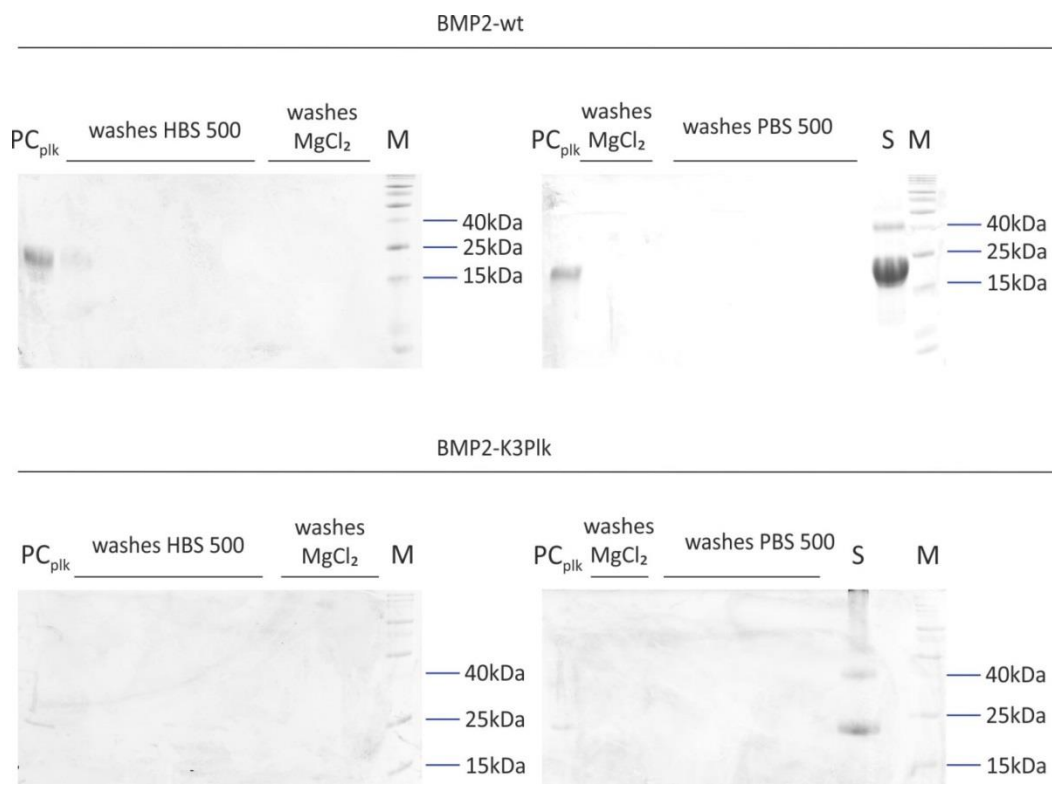 BMP2-wt
PCplk washes HBS 500 washes MgCl₂ M
40kDa
25kDa
15kDa
PCplk washes MgCl₂ washes PBS 500 S M
40kDa
25kDa
15kDa
BMP2-K3Plk
PCplk washes HBS 500 washes MgCl₂ M
40kDa
25kDa
15kDa
PCplk washes MgCl₂ washes PBS 500 S M
40kDa
25kDa
15kDa